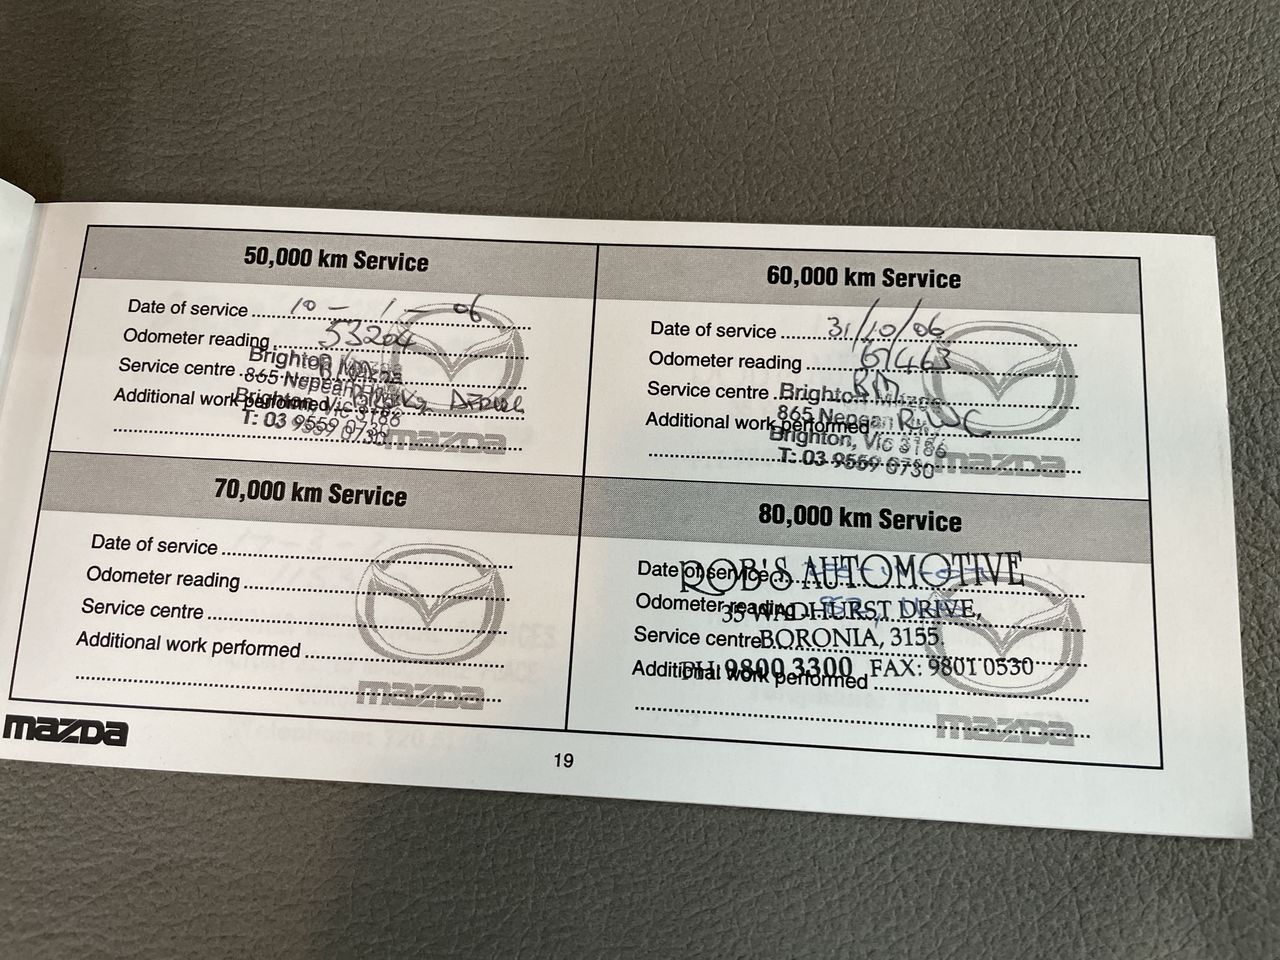 50,000 km Service
Date of service 10 - 1 - 06
Odometer reading 53204
Service centre Brighton Mazda
865 Nepean
Additional work performed
Brighton, Vic 3186
T: 03 9559 0730
mazda
60,000 km Service
Date of service 31/10/06
Odometer reading 61463
Service centre Brighton Mazda
865 Nepean
Additional work performed RWC
Brighton, Vic 3186
T: 03 9559 0730
mazda
70,000 km Service
Date of service
Odometer reading
Service centre
Additional work performed
mazda
80,000 km Service
Date of service
ROB'S AUTOMOTIVE
Odometer reading
35 WADHURST DRIVE,
Service centre BORONIA, 3155.
Additional work performed
PH: 9800 3300 FAX: 9801 0530
mazda
mazda
19